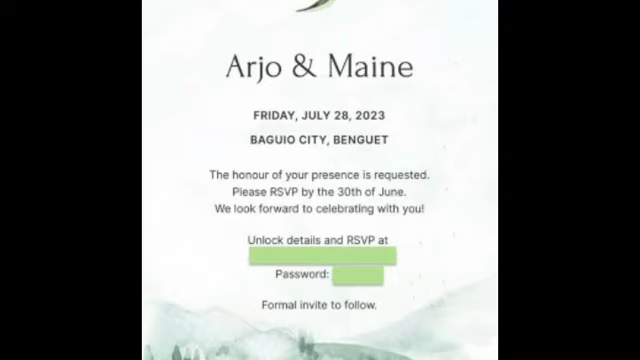 Arjo & Maine
FRIDAY, JULY 28, 2023
BAGUIO CITY, BENGUET
The honour of your presence is requested.
Please RSVP by the 30th of June.
We look forward to celebrating with you!
Unlock details and RSVP at
Password:
Formal invite to follow.